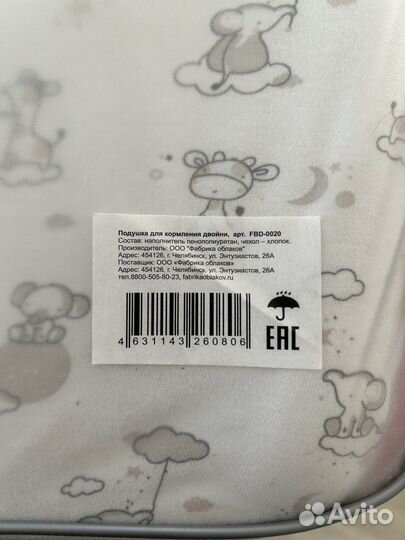 Подушка для кормления двойни, арт. FBD-0020
Состав: наполнитель пенополиуретан, чехол – хлопок.
Производитель: ООО "Фабрика облаков"
Адрес: 454126, г. Челябинск, ул. Энтузиастов, 26А
Поставщик: ООО «Фабрика облаков»
Адрес: 454126, г. Челябинск, ул. Энтузиастов, 26А
тел.8800-505-80-23, fabrikaoblakov.ru
4 631143 260806
EAC
Avito